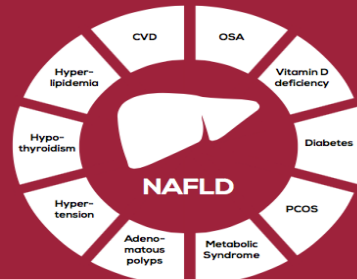 CVD
OSA
Vitamin D
deficiency
Diabetes
PCOS
Metabolic
Syndrome
Adeno-
matous
polyps
Hyper-
tension
Hypo-
thyroidism
Hyper-
lipidemia
NAFLD